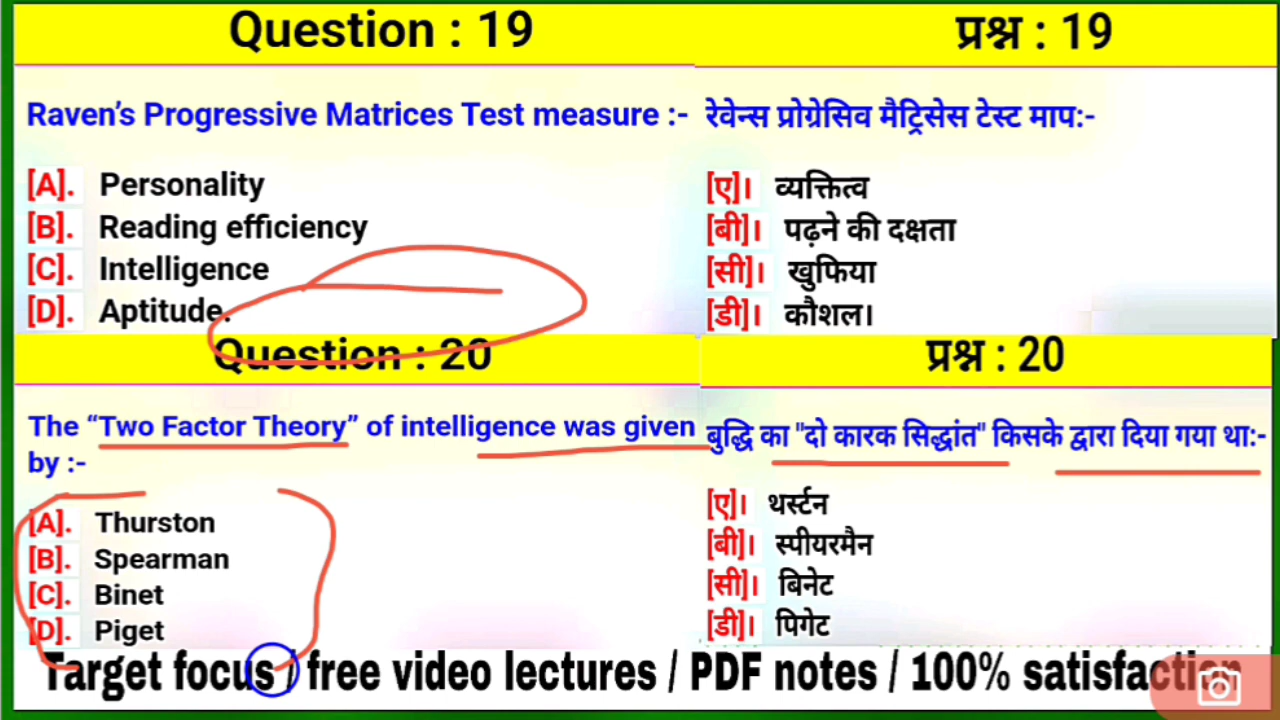 Question : 19
Raven's Progressive Matrices Test measure :-
[A]. Personality
[B]. Reading efficiency
[C]. Intelligence
[D]. Aptitude.
प्रश्न : 19
रेवेन्स प्रोग्रेसिव मैट्रिसेस टेस्ट माप:-
[ए]। व्यक्तित्व
[बी]। पढ़ने की दक्षता
[सी]। खुफिया
[डी]। कौशल।
Question : 20
The “Two Factor Theory” of intelligence was given
by :-
[A]. Thurston
[B]. Spearman
[C]. Binet
[D]. Piget
प्रश्न : 20
बुद्धि का "दो कारक सिद्धांत" किसके द्वारा दिया गया था:-
[ए]। थर्स्टन
[बी]। स्पीयरमैन
[सी]। बिनेट
[डी]। पिगेट
Target focus / free video lectures / PDF notes / 100% satisfaction